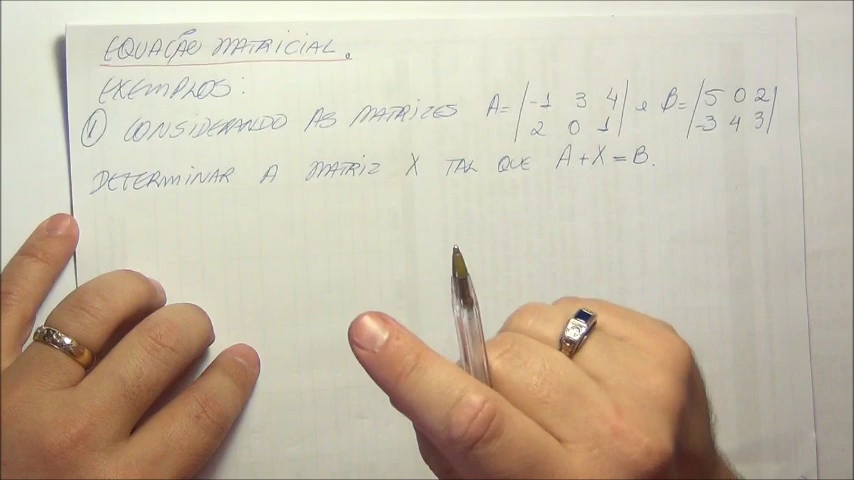 EQUAÇÃO MATRICIAL.
EXEMPLOS:
1 CONSIDERANDO AS MATRIZES A = | -1 3 4 | e B = | 5 0 2 |
| 2 0 1 | | -3 4 3 |
DETERMINAR A MATRIZ X TAL QUE A + X = B.